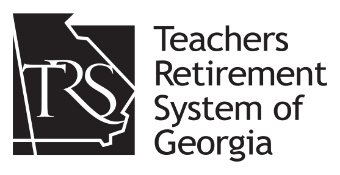 TRS
Teachers
Retirement
System of
Georgia